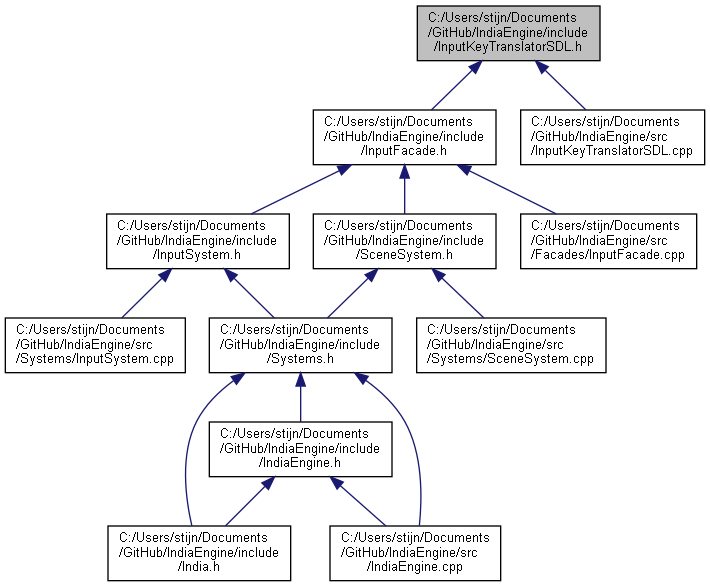 C:/Users/stijn/Documents
/GitHub/IndiaEngine/include
/InputKeyTranslatorSDL.h
C:/Users/stijn/Documents
/GitHub/IndiaEngine/include
/InputFacade.h
C:/Users/stijn/Documents
/GitHub/IndiaEngine/src
/InputKeyTranslatorSDL.cpp
C:/Users/stijn/Documents
/GitHub/IndiaEngine/include
/InputSystem.h
C:/Users/stijn/Documents
/GitHub/IndiaEngine/include
/SceneSystem.h
C:/Users/stijn/Documents
/GitHub/IndiaEngine/src
/Facades/InputFacade.cpp
C:/Users/stijn/Documents
/GitHub/IndiaEngine/src
/Systems/InputSystem.cpp
C:/Users/stijn/Documents
/GitHub/IndiaEngine/include
/Systems.h
C:/Users/stijn/Documents
/GitHub/IndiaEngine/src
/Systems/SceneSystem.cpp
C:/Users/stijn/Documents
/GitHub/IndiaEngine/include
/IndiaEngine.h
C:/Users/stijn/Documents
/GitHub/IndiaEngine/include
/India.h
C:/Users/stijn/Documents
/GitHub/IndiaEngine/src
/IndiaEngine.cpp